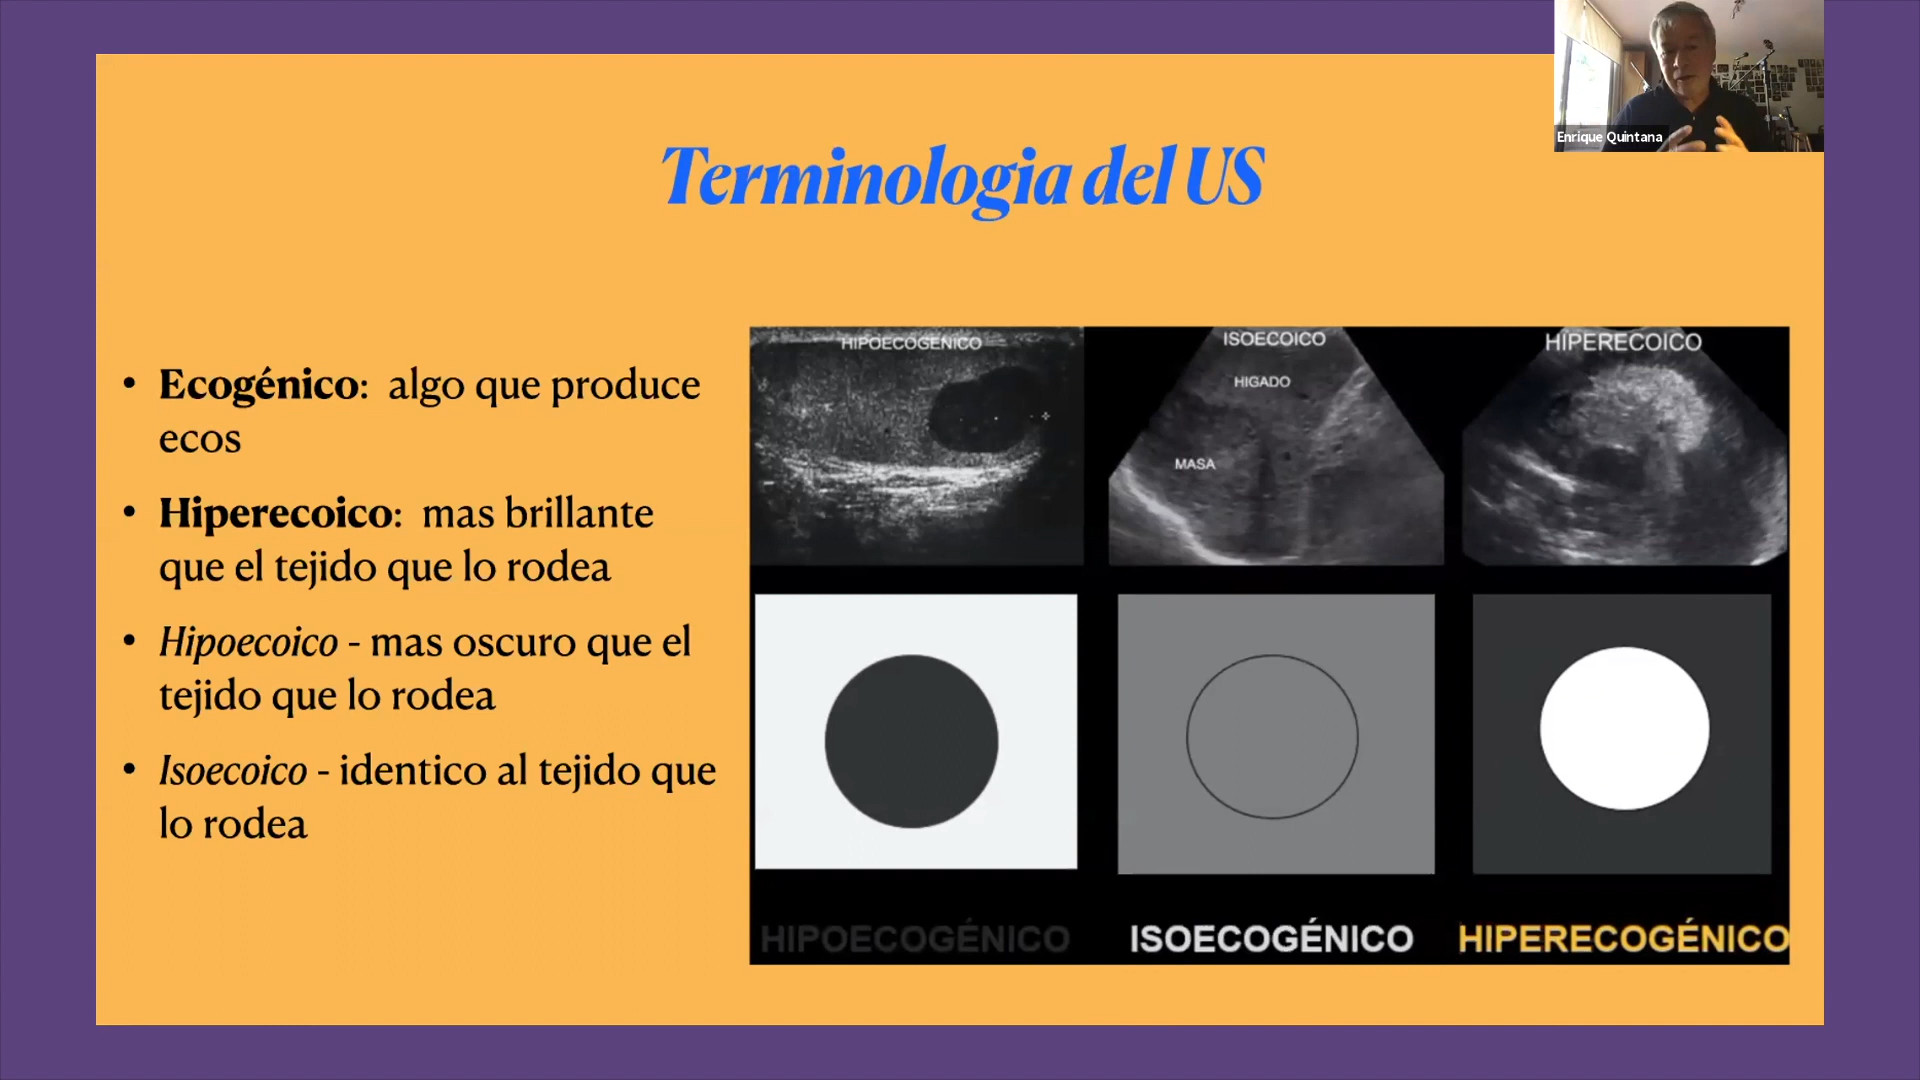 Enrique Quintana
Terminologia del US
• Ecogénico: algo que produce
ecos
• Hiperecoico: mas brillante
que el tejido que lo rodea
• Hipoecoico - mas oscuro que el
tejido que lo rodea
• Isoecoico - identico al tejido que
lo rodea
HIPOECOGENICO
ISOECOICO
HIGADO
MASA
HIPERECOICO
HIPOECOGÉNICO
ISOECOGÉNICO
HIPERECOGÉNICO